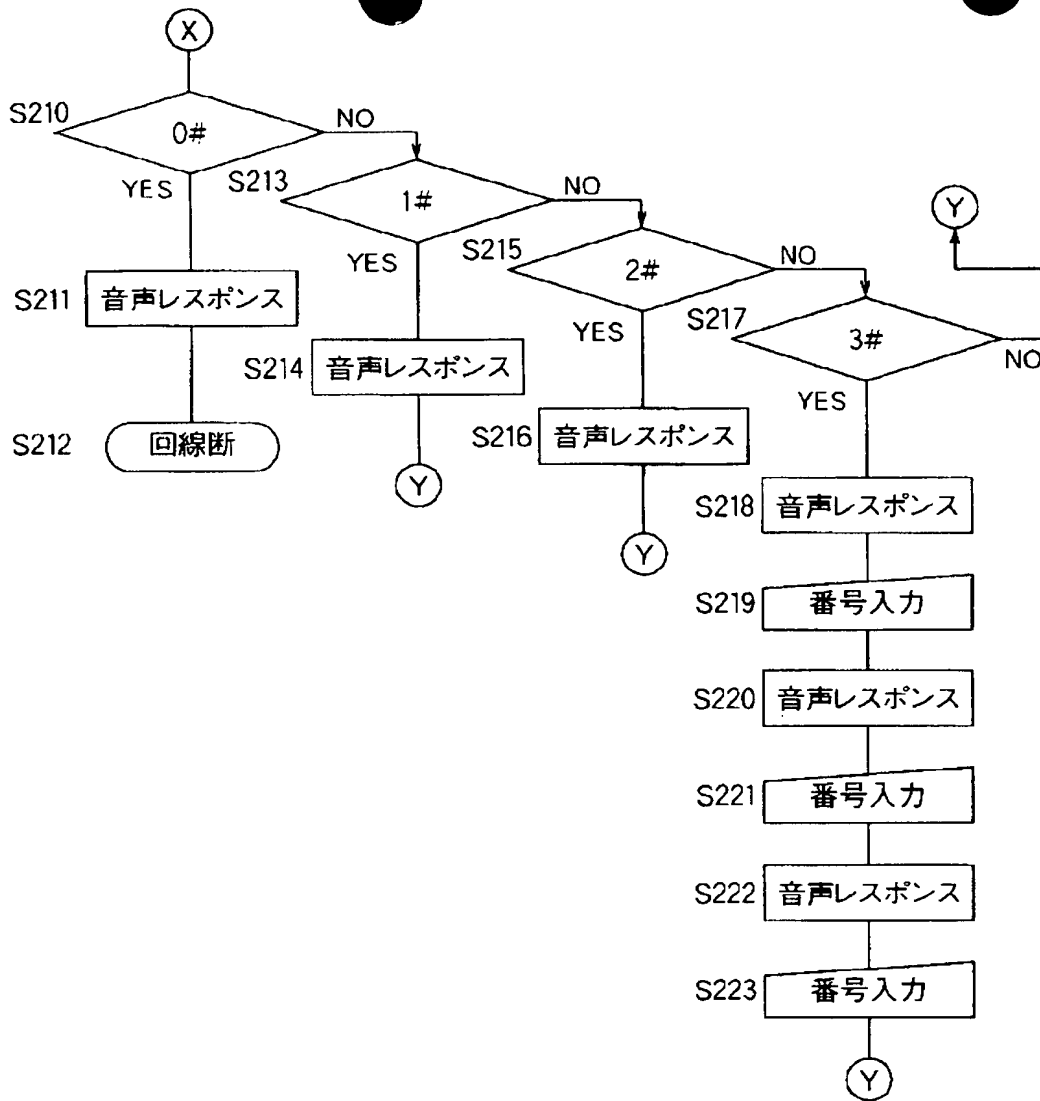 X
S210
0#
NO
YES
S211
音声レスポンス
S212
回線断
S213
1#
NO
YES
S214
音声レスポンス
Y
S215
2#
NO
YES
S216
音声レスポンス
Y
S217
3#
NO
Y
YES
S218
音声レスポンス
S219
番号入力
S220
音声レスポンス
S221
番号入力
S222
音声レスポンス
S223
番号入力
Y